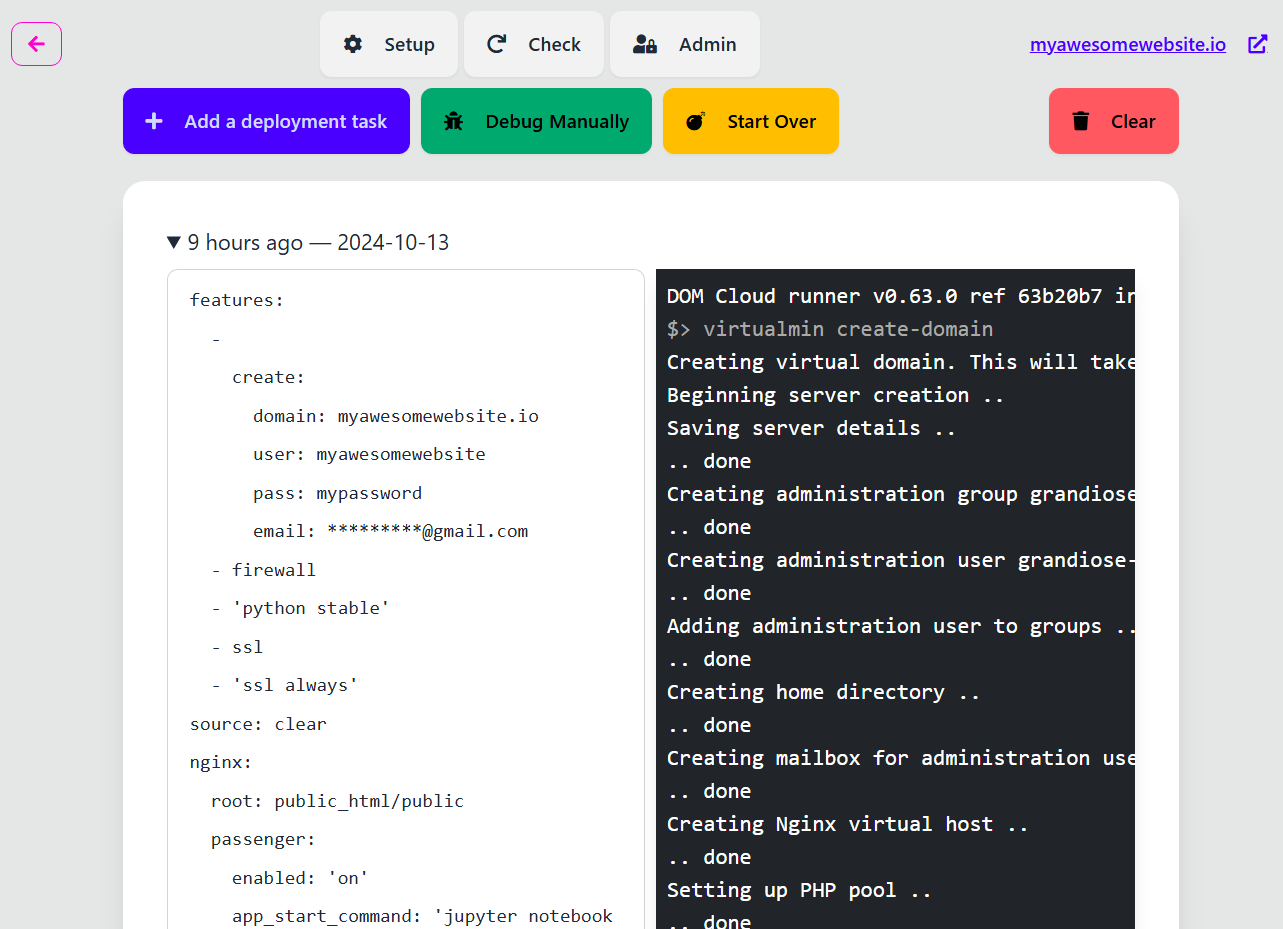 Setup
Check
Admin
myawesomewebsite.io
Add a deployment task
Debug Manually
Start Over
Clear
9 hours ago — 2024-10-13
features:
-
create:
domain: myawesomewebsite.io
user: myawesomewebsite
pass: mypassword
email: *********@gmail.com
- firewall
- 'python stable'
- ssl
- 'ssl always'
source: clear
nginx:
root: public_html/public
passenger:
enabled: 'on'
app_start_command: 'jupyter notebook
DOM Cloud runner v0.63.0 ref 63b20b7 in
$> virtualmin create-domain
Creating virtual domain. This will take
Beginning server creation ..
Saving server details ..
.. done
Creating administration group grandiose
.. done
Creating administration user grandiose-
.. done
Adding administration user to groups ..
.. done
Creating home directory ..
.. done
Creating mailbox for administration use
.. done
Creating Nginx virtual host ..
.. done
Setting up PHP pool ..
.. done